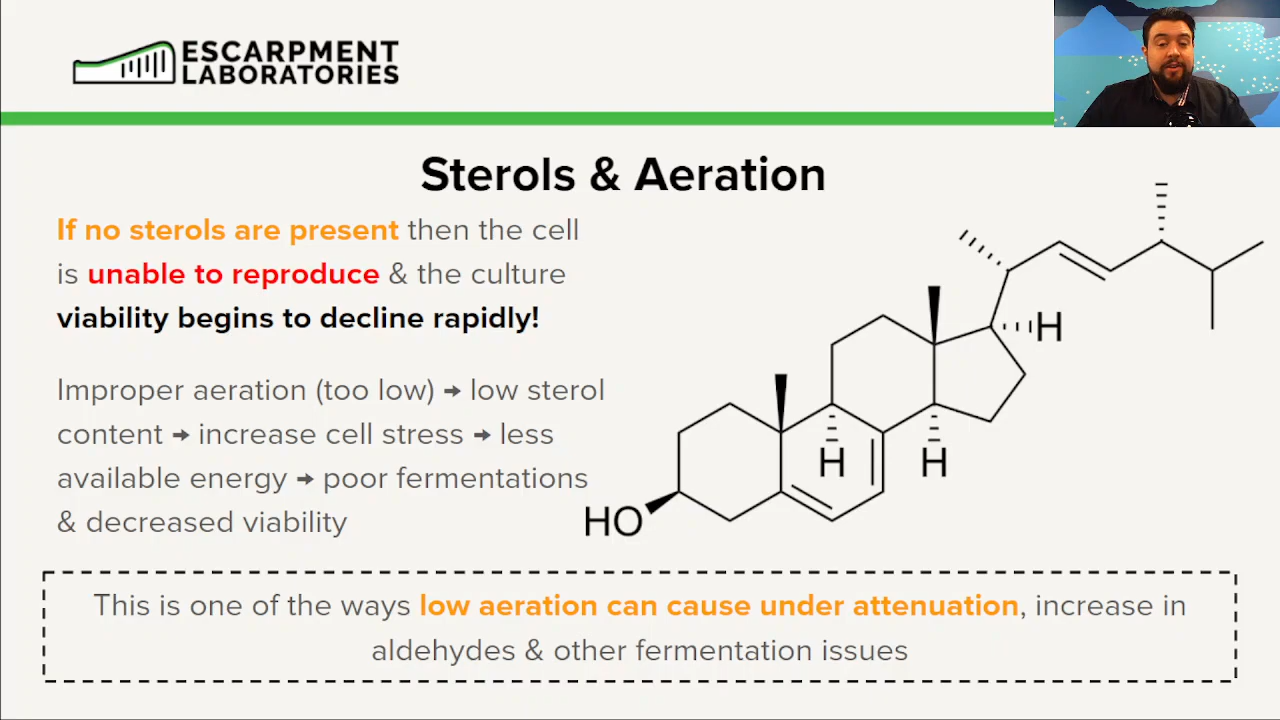 ESCARPMENT
LABORATORIES
Sterols & Aeration
If no sterols are present then the cell
is unable to reproduce & the culture
viability begins to decline rapidly!
Improper aeration (too low) → low sterol
content → increase cell stress → less
available energy → poor fermentations
& decreased viability
H
H
H
HO
This is one of the ways low aeration can cause under attenuation, increase in
aldehydes & other fermentation issues